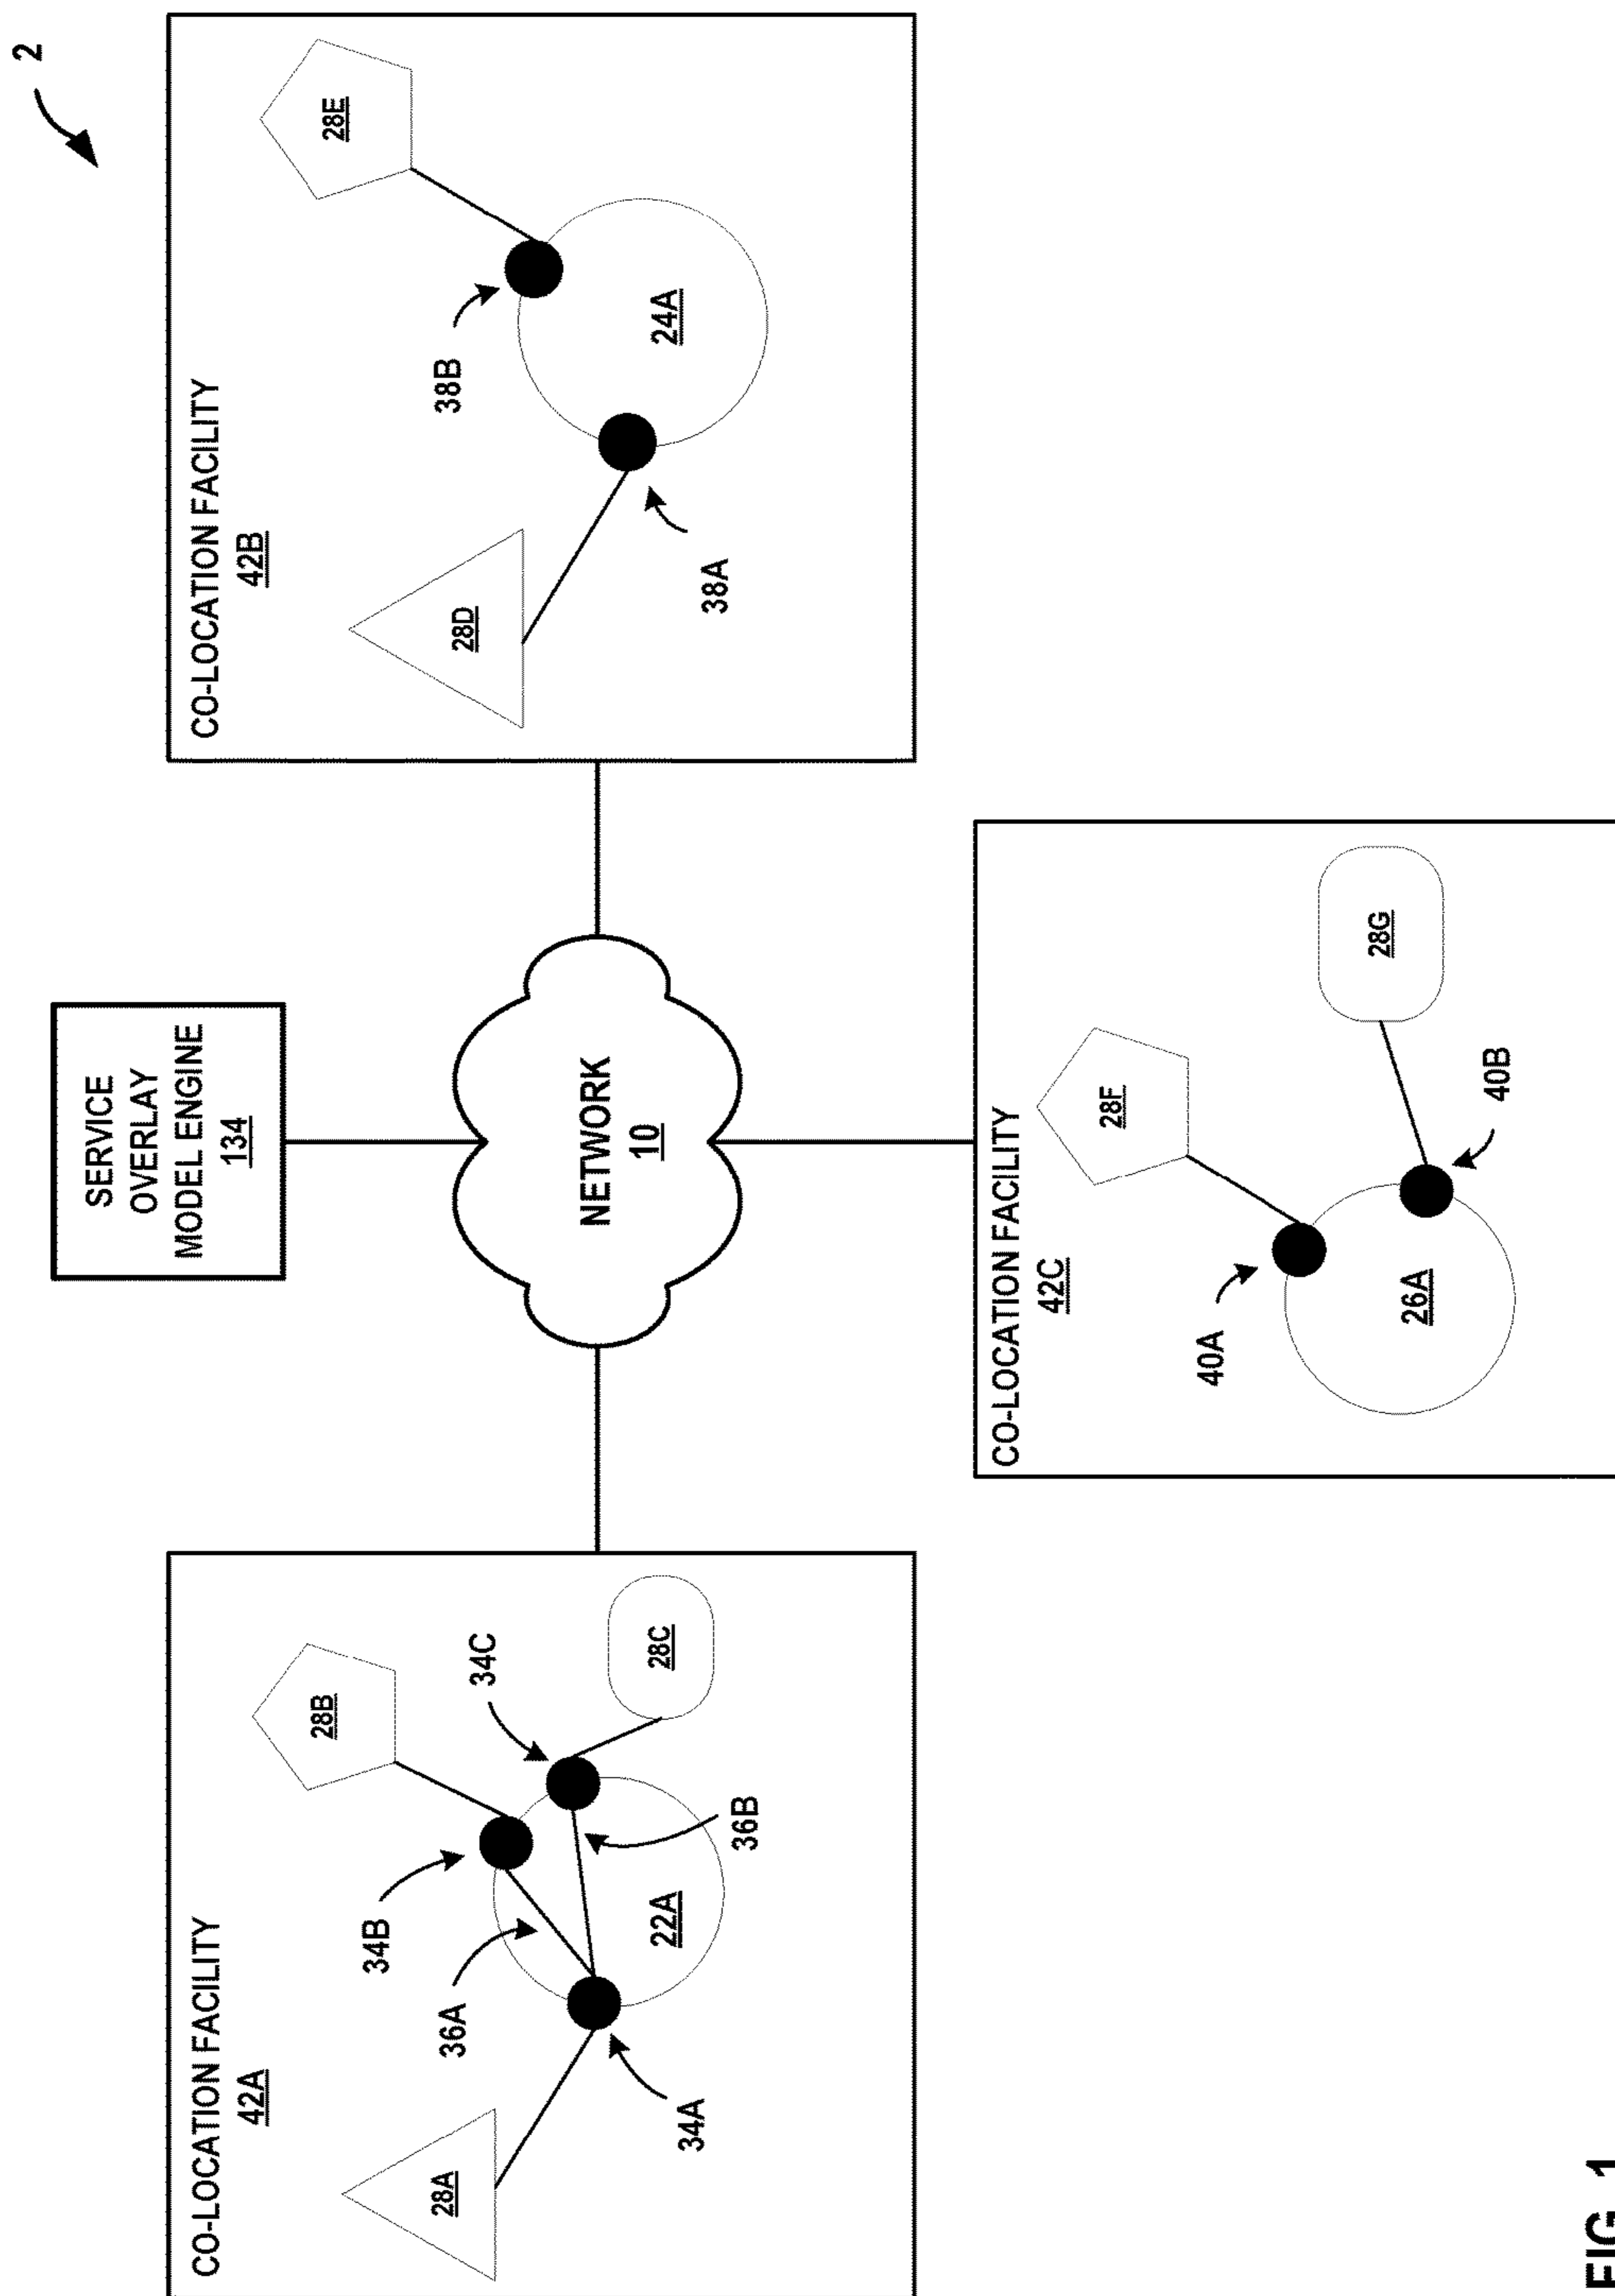 2
SERVICE
OVERLAY
MODEL ENGINE
134
CO-LOCATION FACILITY
42A
28A
28B
28C
34A
34B
34C
36A
36B
22A
NETWORK
10
CO-LOCATION FACILITY
42B
28D
28E
38A
38B
24A
CO-LOCATION FACILITY
42C
28F
28G
40A
40B
26A
FIG. 1